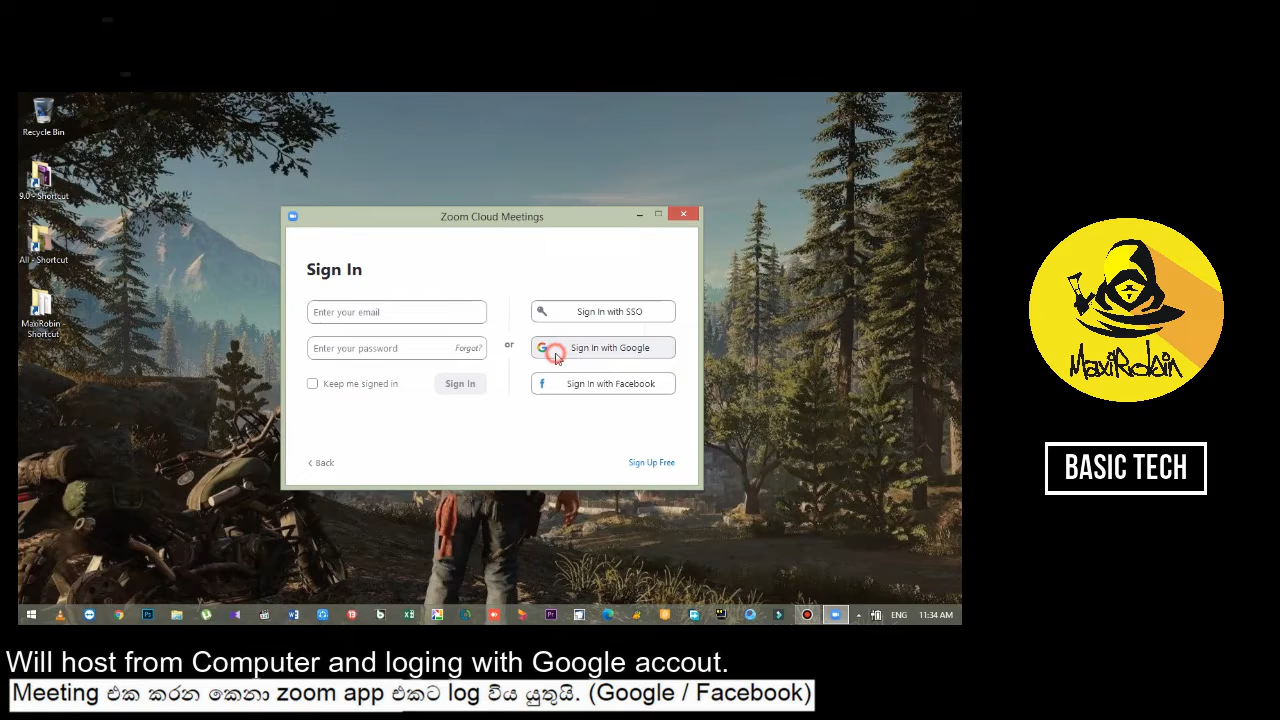 Recycle Bin
9.0 - Shortcut
All - Shortcut
MaxiRobin - Shortcut
Zoom Cloud Meetings
Sign In
Enter your email
Enter your password
Forgot?
Keep me signed in
Sign In
or
Sign In with SSO
Sign In with Google
Sign In with Facebook
Back
Sign Up Free
ENG
11:34 AM
MaxiRobin
BASIC TECH
Will host from Computer and loging with Google accout.
Meeting එක කරන කෙනා zoom app එකට log විය යුතුයි. (Google / Facebook)